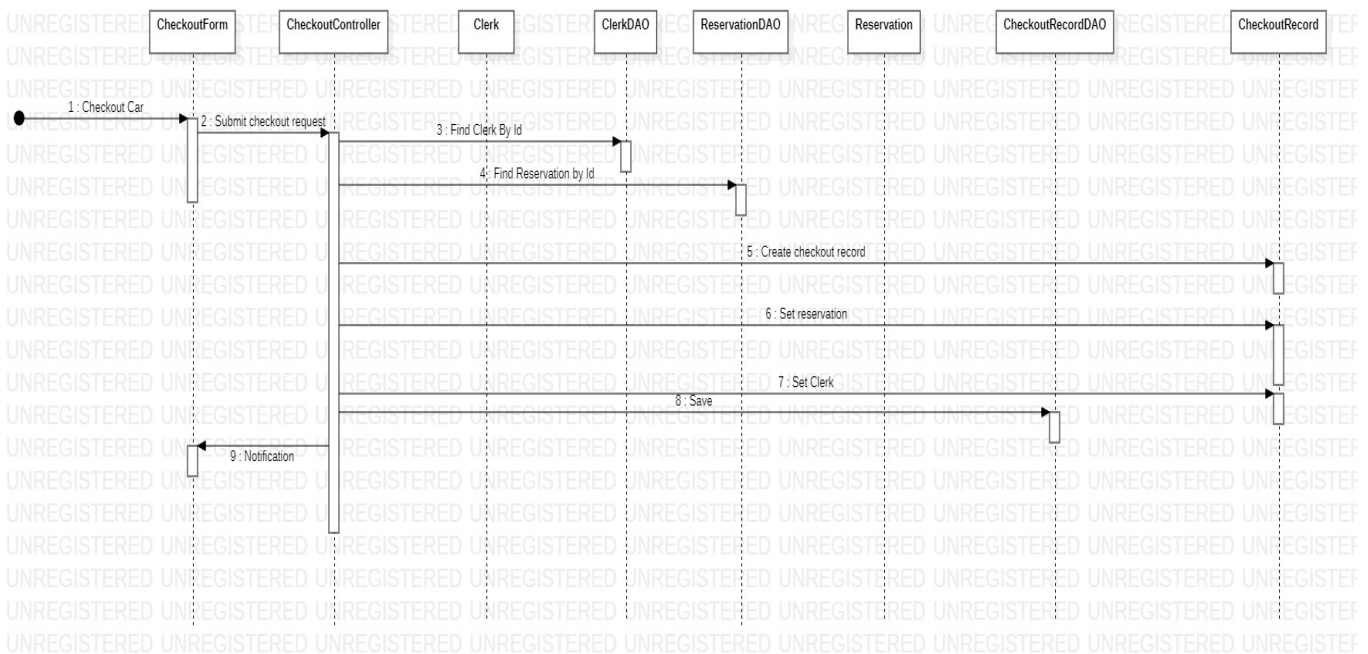 CheckoutForm
CheckoutController
Clerk
ClerkDAO
ReservationDAO
Reservation
CheckoutRecordDAO
CheckoutRecord
1 : Checkout Car
2 : Submit checkout request
3 : Find Clerk By Id
4 : Find Reservation by Id
5 : Create checkout record
6 : Set reservation
7 : Set Clerk
8 : Save
9 : Notification
UNREGISTERED